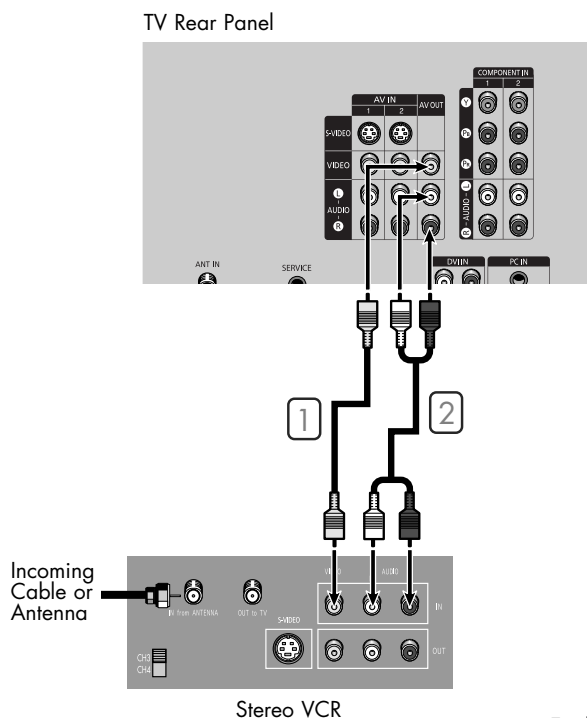 TV Rear Panel
COMPONENT IN
1 2
AV IN
1 2
AV OUT
S-VIDEO
VIDEO
L
AUDIO
R
Y
PB
PR
R - AUDIO - L
ANT IN
SERVICE
DVI IN
PC IN
1
2
Incoming
Cable or
Antenna
IN from ANTENNA
OUT to TV
VIDEO
AUDIO
IN
S-VIDEO
OUT
CH3
CH4
Stereo VCR